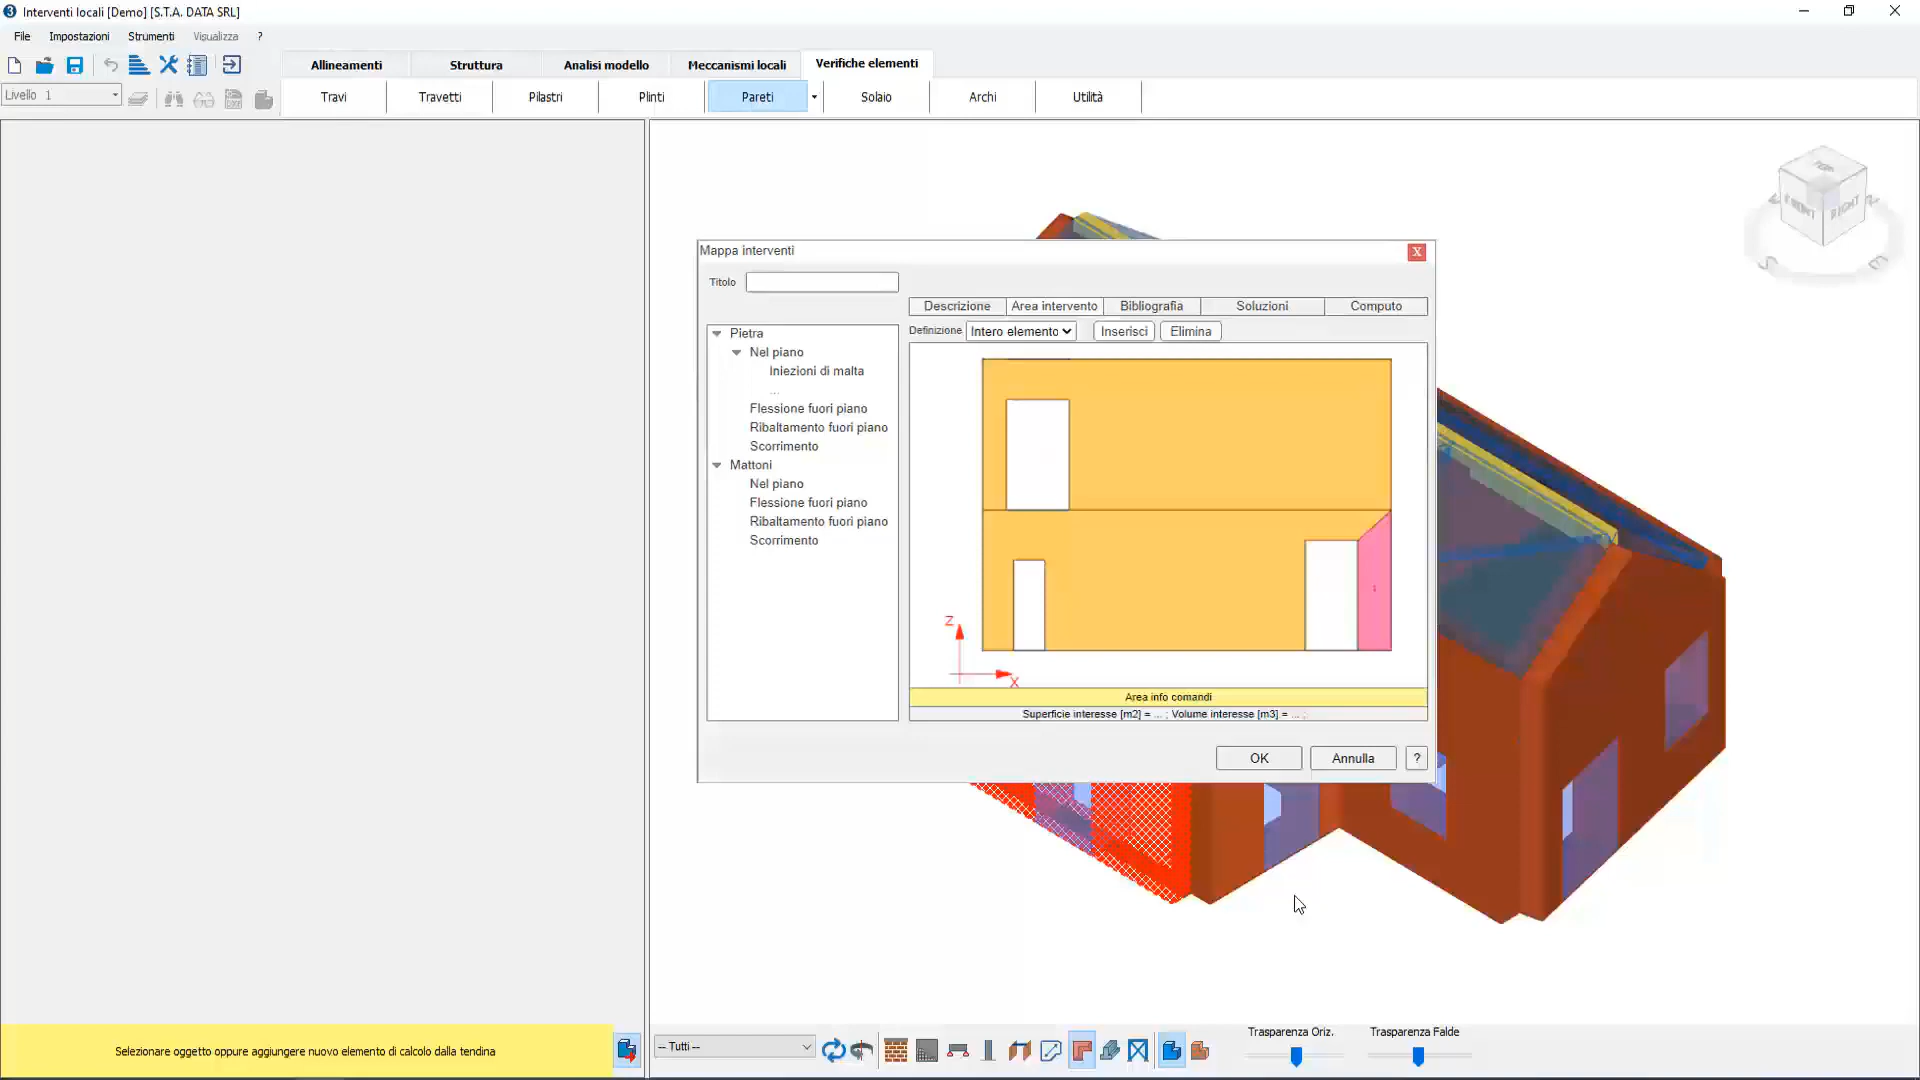 Interventi locali [Demo] [S.T.A. DATA SRL]
File Impostazioni Strumenti Visualizza ?
Allineamenti Struttura Analisi modello Meccanismi locali Verifiche elementi
Livello 1
Travi Travetti Pilastri Plinti Pareti Solaio Archi Utilità
Mappa interventi
Titolo
Descrizione Area intervento Bibliografia Soluzioni Computo
Definizione Intero elemento Inserisci Elimina
Pietra
Nel piano
Iniezioni di malta
...
Flessione fuori piano
Ribaltamento fuori piano
Scorrimento
Mattoni
Nel piano
Flessione fuori piano
Ribaltamento fuori piano
Scorrimento
Z
X
Area info comandi
Superficie interesse [m2] = ... ; Volume interesse [m3] = ... ;
OK Annulla ?
FRONT RIGHT
Selezionare oggetto oppure aggiungere nuovo elemento di calcolo dalla tendina
-- Tutti --
Trasparenza Oriz. Trasparenza Falde